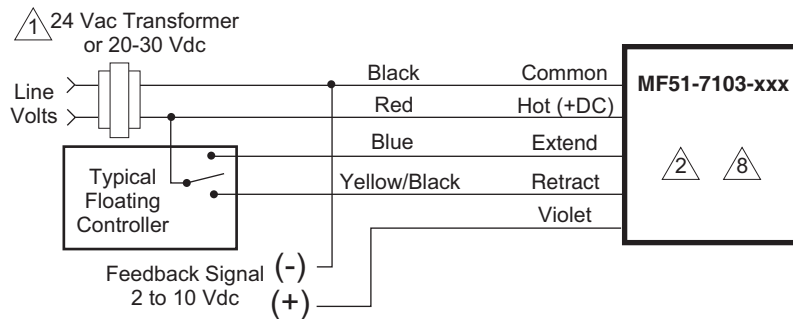 1 24 Vac Transformer
or 20-30 Vdc
Line
Volts
Black Common
Red Hot (+DC)
Blue Extend
Yellow/Black Retract
Violet
MF51-7103-xxx
2 8
Typical
Floating
Controller
Feedback Signal (-)
2 to 10 Vdc (+)